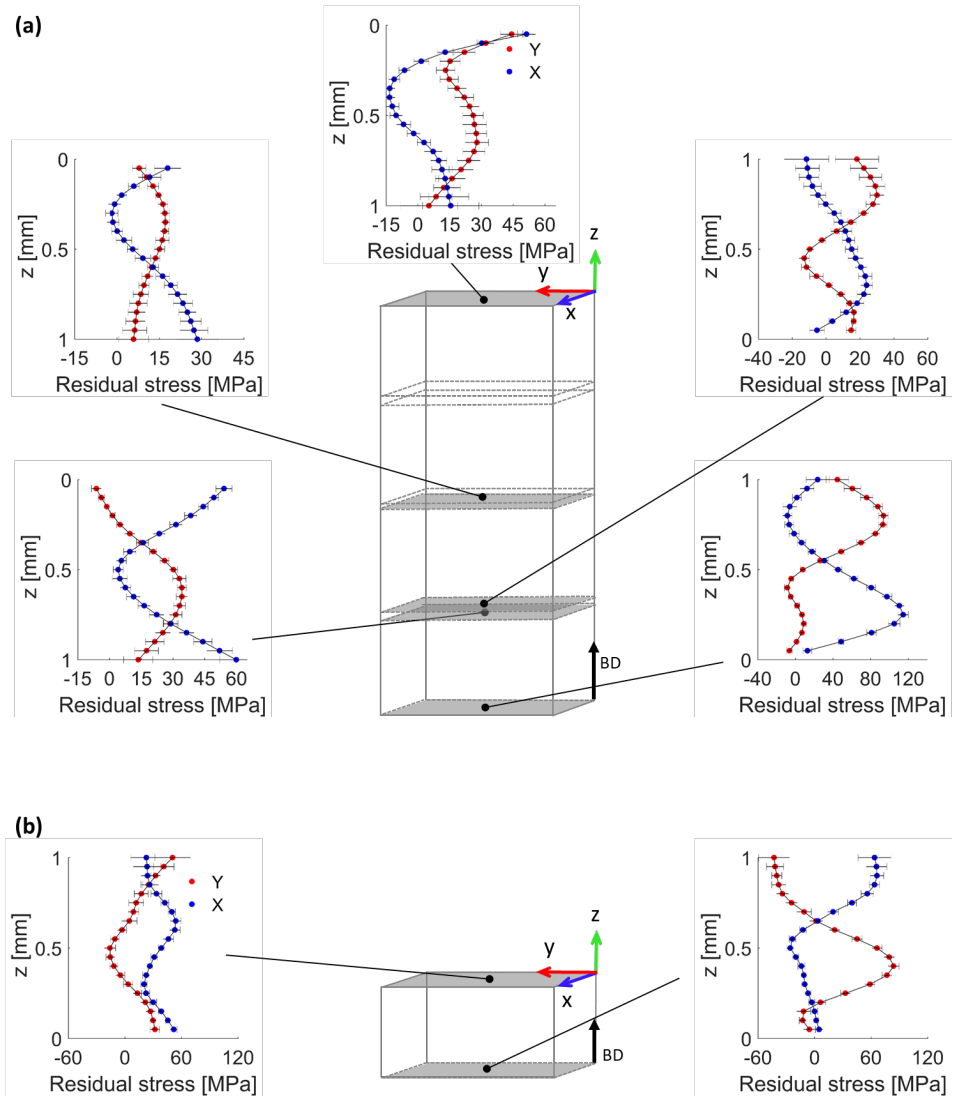 (a)
0
0.5
1
z [mm]
Y
X
-15 0 15 30 45 60
Residual stress [MPa]
0
0.5
1
z [mm]
-15 0 15 30 45
Residual stress [MPa]
1
0.5
0
z [mm]
-40 -20 0 20 40 60
Residual stress [MPa]
z
y
x
0
0.5
1
z [mm]
-15 0 15 30 45 60
Residual stress [MPa]
1
0.5
0
z [mm]
-40 0 40 80 120
Residual stress [MPa]
BD
(b)
1
0.5
0
z [mm]
Y
X
-60 0 60 120
Residual stress [MPa]
z
y
x
BD
1
0.5
0
z [mm]
-60 0 60 120
Residual stress [MPa]